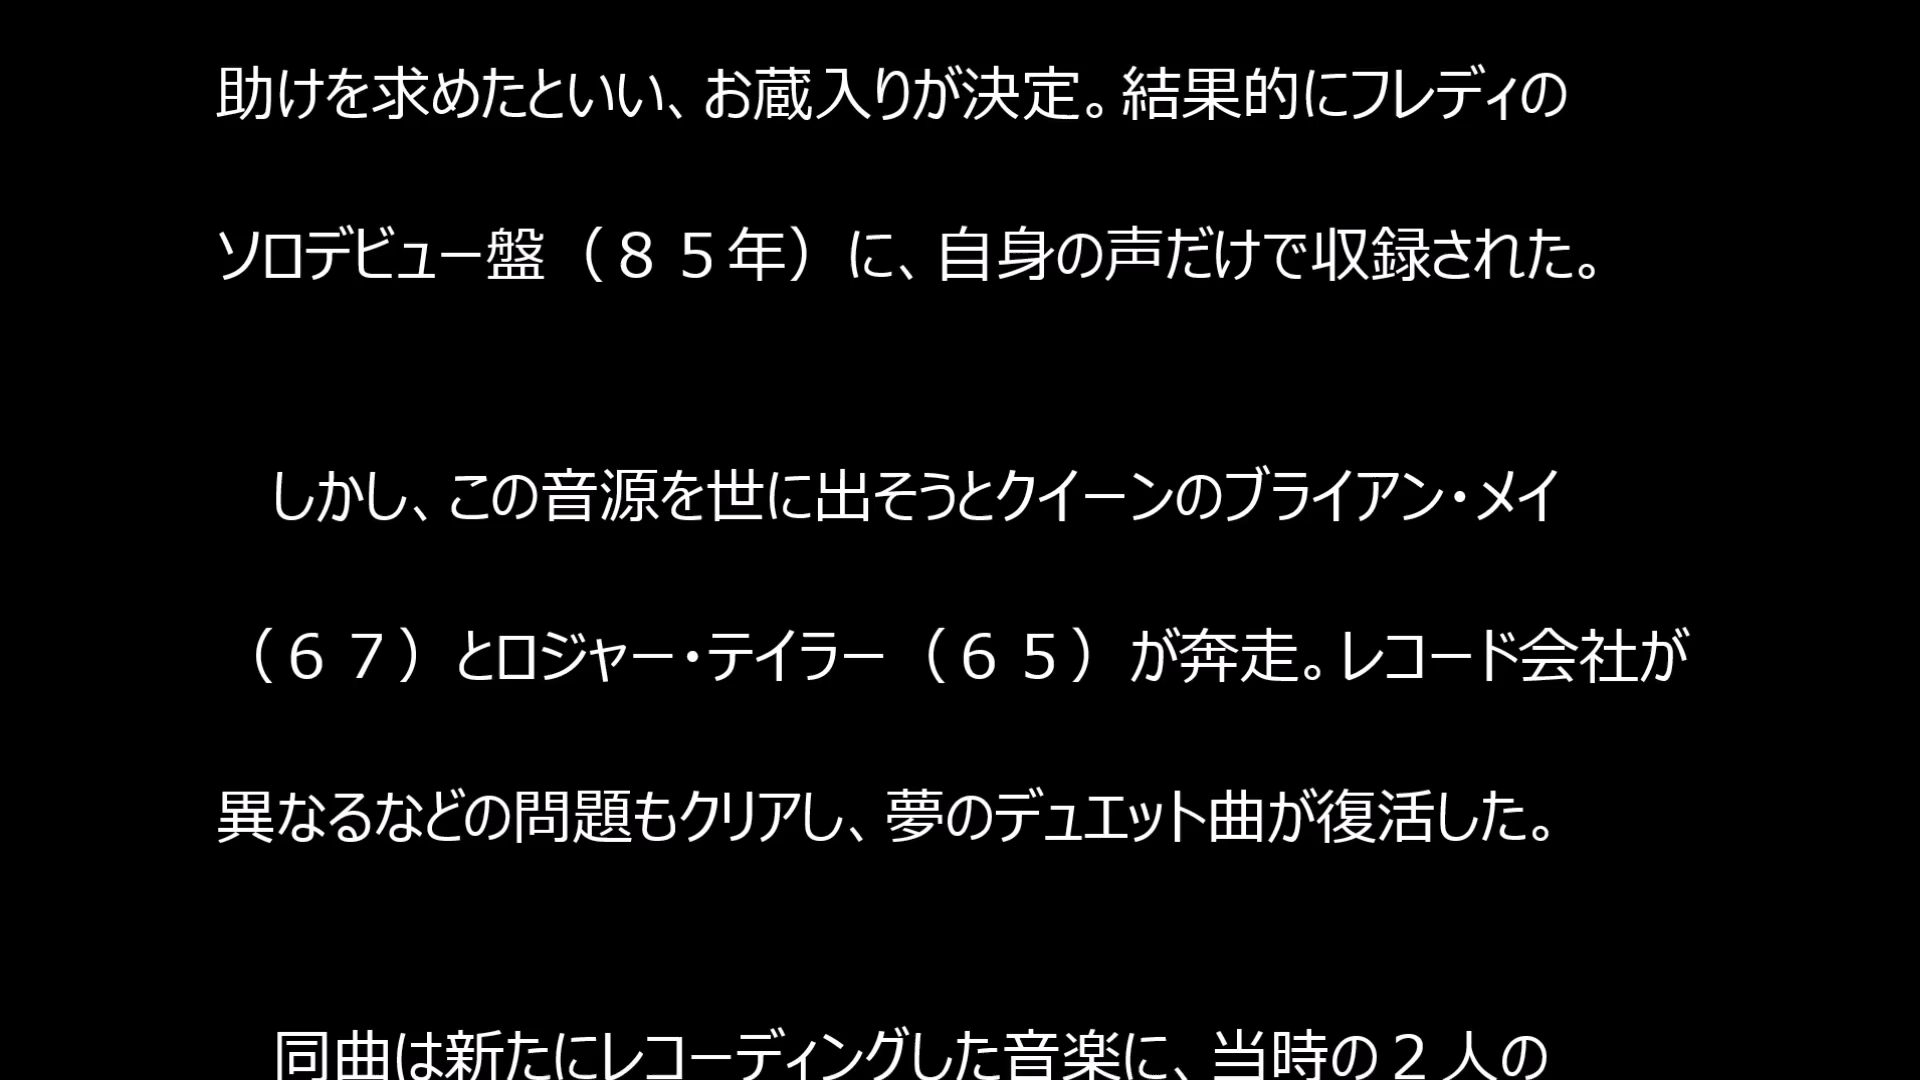 助けを求めたといい、お蔵入りが決定。結果的にフレディの
ソロデビュー盤（８５年）に、自身の声だけで収録された。
しかし、この音源を世に出そうとクイーンのブライアン・メイ
（６７）とロジャー・テイラー（６５）が奔走。レコード会社が
異なるなどの問題もクリアし、夢のデュエット曲が復活した。
同曲は新たにレコーディングした音楽に、当時の２人の